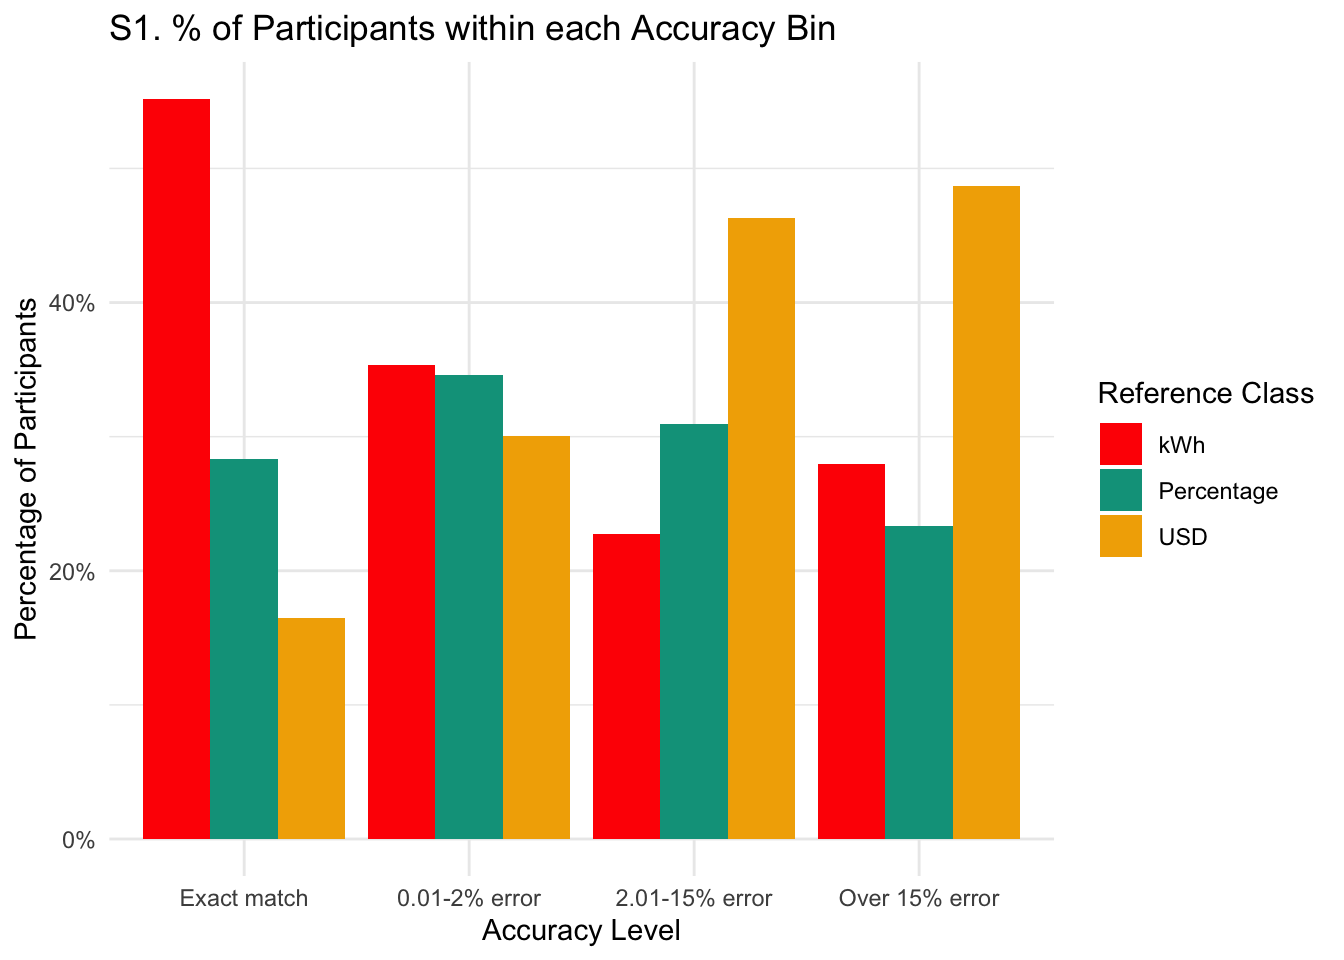 S1. % of Participants within each Accuracy Bin
Percentage of Participants
40%
20%
0%
Exact match
0.01-2% error
2.01-15% error
Over 15% error
Accuracy Level
Reference Class
kWh
Percentage
USD